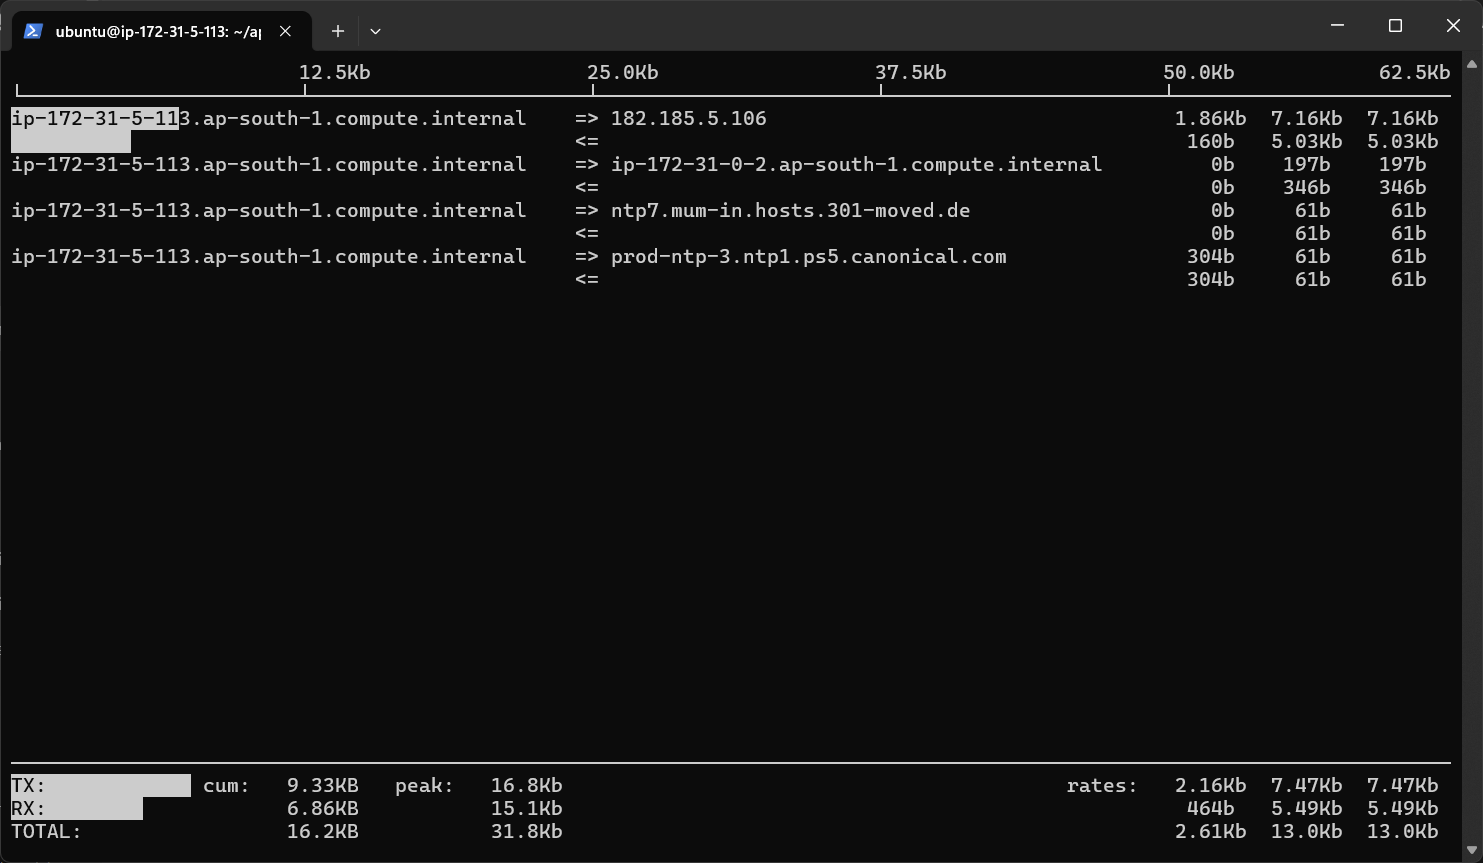 ubuntu@ip-172-31-5-113: ~/ap
12.5Kb 25.0Kb 37.5Kb 50.0Kb 62.5Kb
ip-172-31-5-113.ap-south-1.compute.internal => 182.185.5.106 1.86Kb 7.16Kb 7.16Kb
<= 160b 5.03Kb 5.03Kb
ip-172-31-5-113.ap-south-1.compute.internal => ip-172-31-0-2.ap-south-1.compute.internal 0b 197b 197b
<= 0b 346b 346b
ip-172-31-5-113.ap-south-1.compute.internal => ntp7.mum-in.hosts.301-moved.de 0b 61b 61b
<= 0b 61b 61b
ip-172-31-5-113.ap-south-1.compute.internal => prod-ntp-3.ntp1.ps5.canonical.com 304b 61b 61b
<= 304b 61b 61b
TX: cum: 9.33KB peak: 16.8Kb rates: 2.16Kb 7.47Kb 7.47Kb
RX: 6.86KB 15.1Kb 464b 5.49Kb 5.49Kb
TOTAL: 16.2KB 31.8Kb 2.61Kb 13.0Kb 13.0Kb